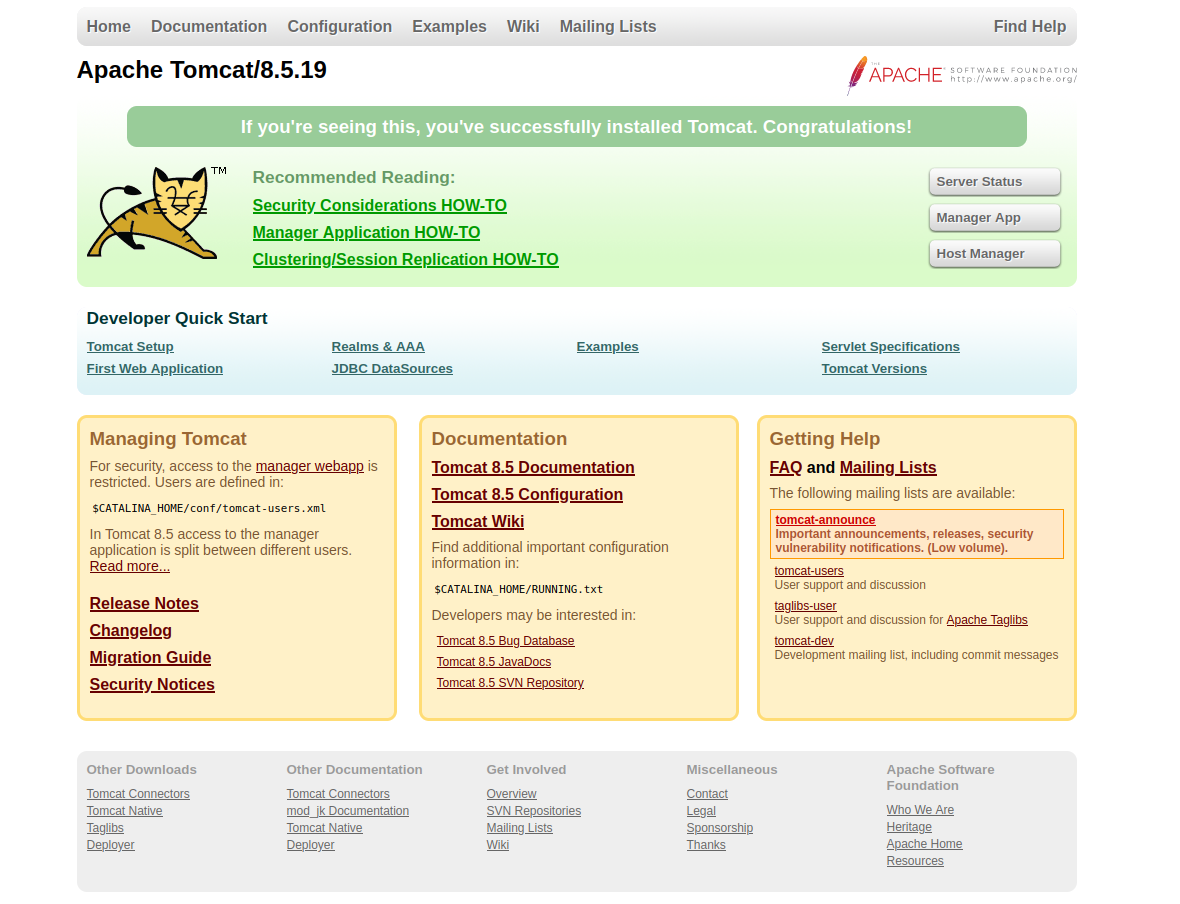 Home Documentation Configuration Examples Wiki Mailing Lists Find Help
Apache Tomcat/8.5.19
THE APACHE™ SOFTWARE FOUNDATION
http://www.apache.org/
If you're seeing this, you've successfully installed Tomcat. Congratulations!
TM
Recommended Reading:
Security Considerations HOW-TO
Manager Application HOW-TO
Clustering/Session Replication HOW-TO
Server Status
Manager App
Host Manager
Developer Quick Start
Tomcat Setup
First Web Application
Realms & AAA
JDBC DataSources
Examples
Servlet Specifications
Tomcat Versions
Managing Tomcat
For security, access to the manager webapp is
restricted. Users are defined in:
$CATALINA_HOME/conf/tomcat-users.xml
In Tomcat 8.5 access to the manager
application is split between different users.
Read more...
Release Notes
Changelog
Migration Guide
Security Notices
Documentation
Tomcat 8.5 Documentation
Tomcat 8.5 Configuration
Tomcat Wiki
Find additional important configuration
information in:
$CATALINA_HOME/RUNNING.txt
Developers may be interested in:
Tomcat 8.5 Bug Database
Tomcat 8.5 JavaDocs
Tomcat 8.5 SVN Repository
Getting Help
FAQ and Mailing Lists
The following mailing lists are available:
tomcat-announce
Important announcements, releases, security
vulnerability notifications. (Low volume).
tomcat-users
User support and discussion
taglibs-user
User support and discussion for Apache Taglibs
tomcat-dev
Development mailing list, including commit messages
Other Downloads
Tomcat Connectors
Tomcat Native
Taglibs
Deployer
Other Documentation
Tomcat Connectors
mod_jk Documentation
Tomcat Native
Deployer
Get Involved
Overview
SVN Repositories
Mailing Lists
Wiki
Miscellaneous
Contact
Legal
Sponsorship
Thanks
Apache Software
Foundation
Who We Are
Heritage
Apache Home
Resources